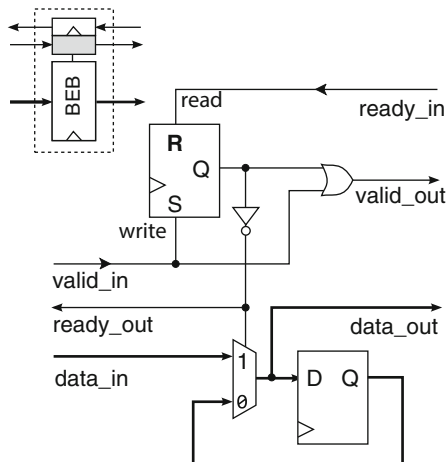 BEB
read
ready_in
R
Q
S
write
valid_out
valid_in
ready_out
data_out
1
data_in
0
D Q